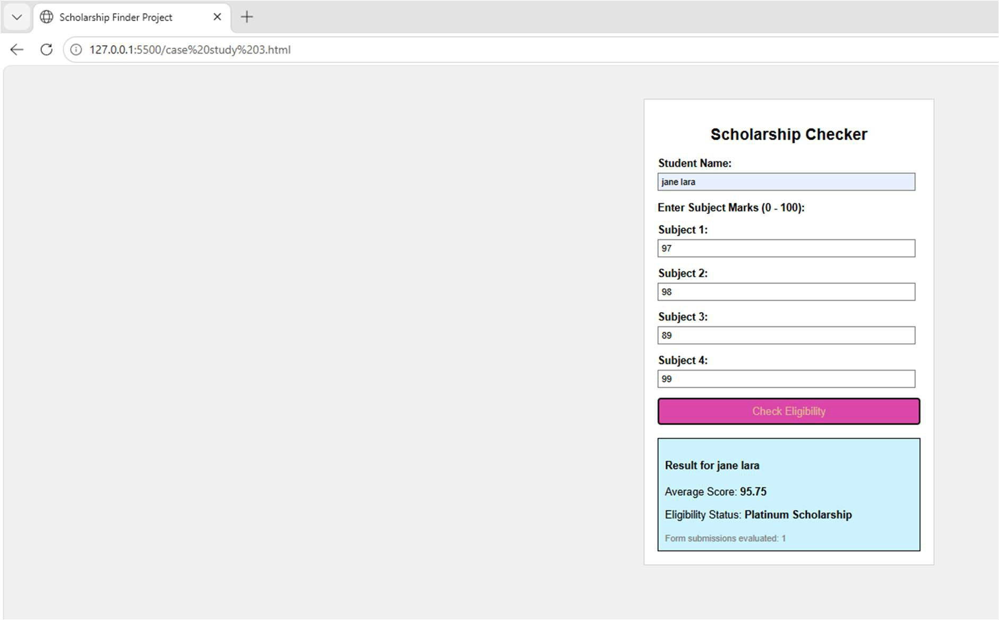 Scholarship Finder Project
127.0.0.1:5500/case%20study%203.html
Scholarship Checker
Student Name:
jane lara
Enter Subject Marks (0 - 100):
Subject 1:
97
Subject 2:
98
Subject 3:
89
Subject 4:
99
Check Eligibility
Result for jane lara
Average Score: 95.75
Eligibility Status: Platinum Scholarship
Form submissions evaluated: 1